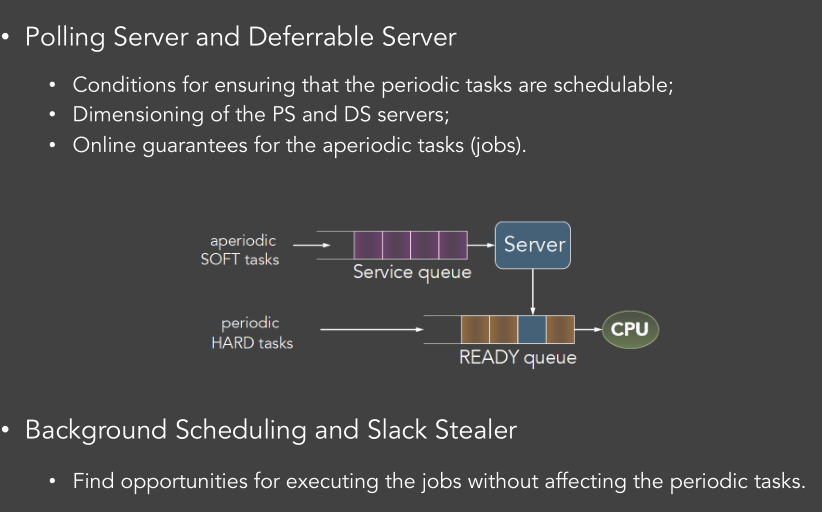 • Polling Server and Deferrable Server
• Conditions for ensuring that the periodic tasks are schedulable;
• Dimensioning of the PS and DS servers;
• Online guarantees for the aperiodic tasks (jobs).
aperiodic
SOFT tasks
Service queue
Server
periodic
HARD tasks
READY queue
CPU
• Background Scheduling and Slack Stealer
• Find opportunities for executing the jobs without affecting the periodic tasks.